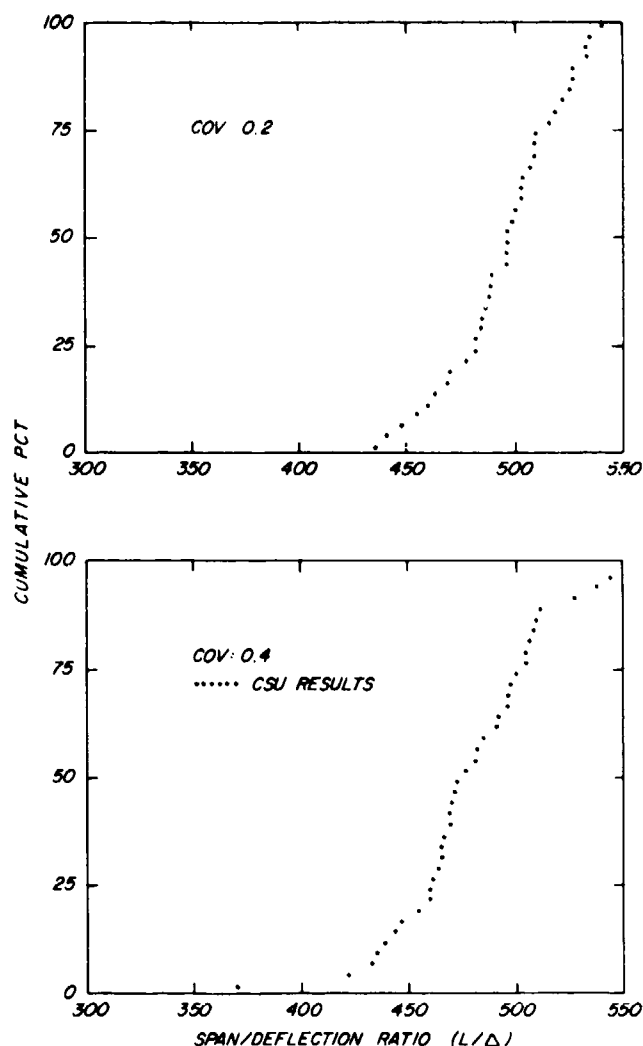 100
COV 0.2
75
50
25
0
300 350 400 450 500 550
CUMULATIVE PCT
100
COV: 0.4
...... CSU RESULTS
75
50
25
0
300 350 400 450 500 550
SPAN/DEFLECTION RATIO (L/△)